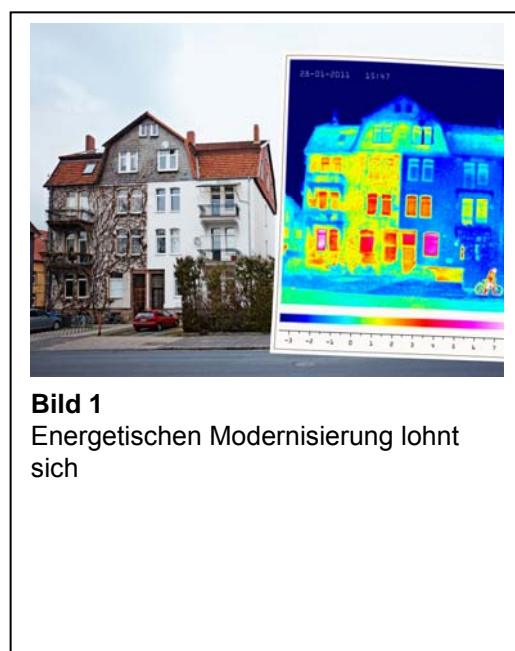 28-01-2011 15:47
-3 -2 -1 0 1 2 3 4 5 6 7
Bild 1
Energetischen Modernisierung lohnt
sich